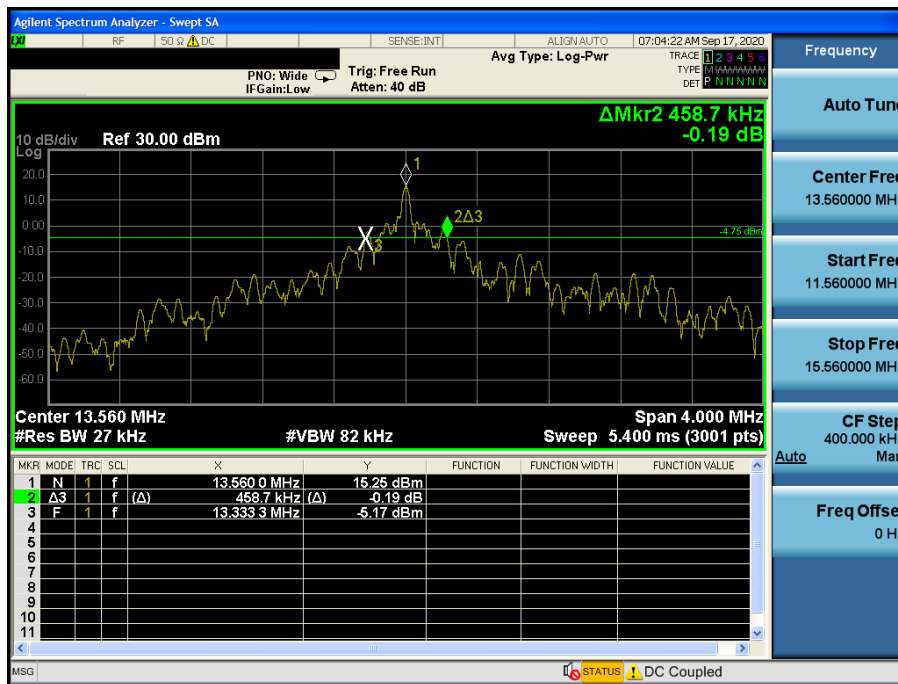 Agilent Spectrum Analyzer - Swept SA
LXI RF 50 Ω DC SENSE:INT ALIGN AUTO 07:04:22 AM Sep 17, 2020
Frequency
PNO: Wide
IFGain:Low
Trig: Free Run
Atten: 40 dB
Avg Type: Log-Pwr
TRACE 1 2 3 4 5 6
TYPE M
DET P N N N N N
Auto Tune
ΔMkr2 458.7 kHz
-0.19 dB
10 dB/div Ref 30.00 dBm
Log
20.0
10.0
0.00
-10.0
-20.0
-30.0
-40.0
-50.0
-60.0
1
2Δ3
3
-4.75 dBm
Center 13.560 MHz Span 4.000 MHz
#Res BW 27 kHz #VBW 82 kHz Sweep 5.400 ms (3001 pts)
Center Fre
13.560000 MH
Start Fre
11.560000 MH
Stop Fre
15.560000 MH
CF Step
400.000 kH
Auto Ma
Freq Offse
0 H
MKR MODE TRC SCL X Y FUNCTION FUNCTION WIDTH FUNCTION VALUE
1 N 1 f 13.560 0 MHz 15.25 dBm
2 Δ3 1 f (Δ) 458.7 kHz (Δ) -0.19 dB
3 F 1 f 13.333 3 MHz -5.17 dBm
4
5
6
7
8
9
10
11
MSG STATUS DC Coupled